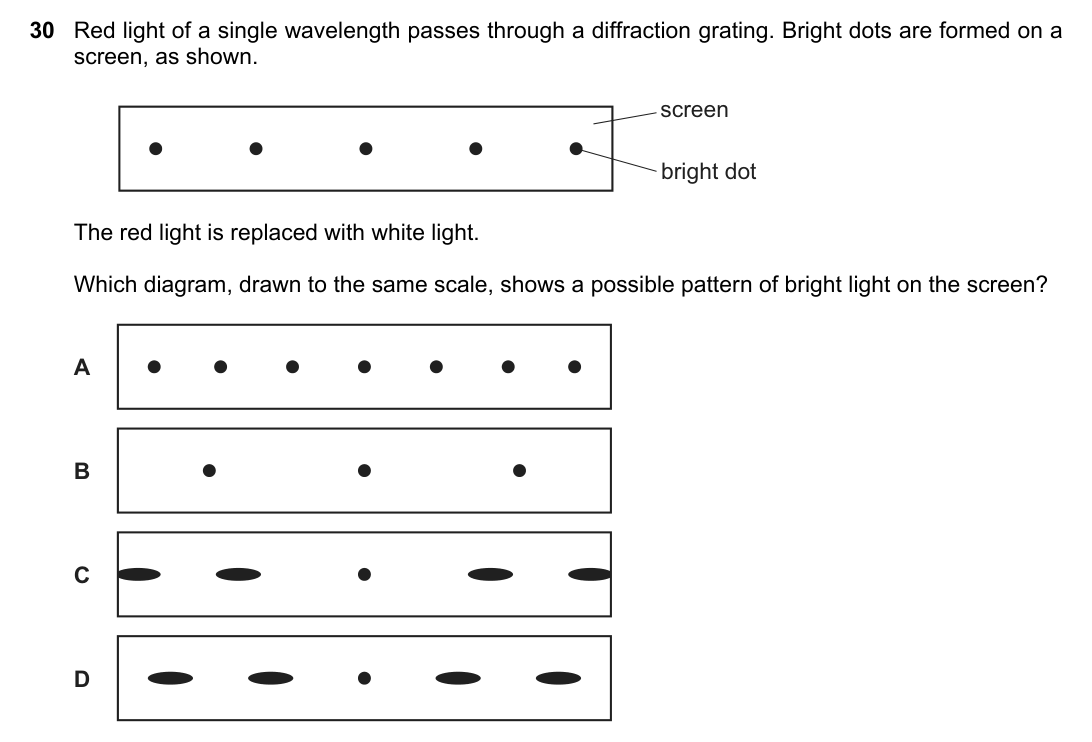 30 Red light of a single wavelength passes through a diffraction grating. Bright dots are formed on a
screen, as shown.
screen
bright dot
The red light is replaced with white light.
Which diagram, drawn to the same scale, shows a possible pattern of bright light on the screen?
A
B
C
D